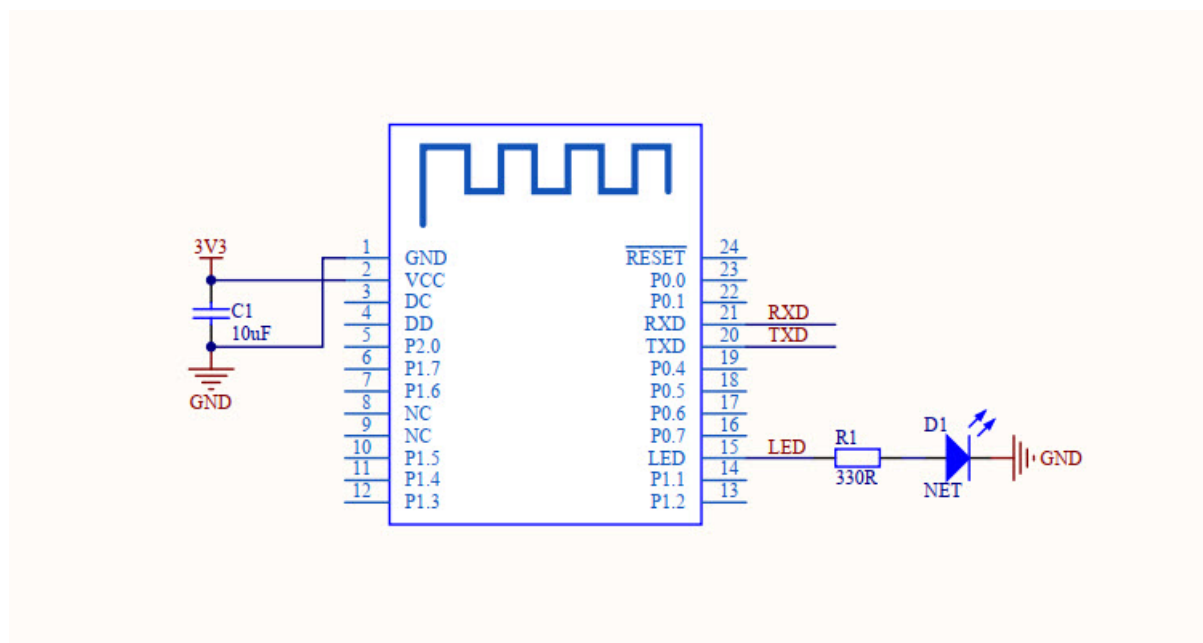 3V3
C1
10uF
GND
1 GND
2 VCC
3 DC
4 DD
5 P2.0
6 P1.7
7 P1.6
8 NC
9 NC
10 P1.5
11 P1.4
12 P1.3
RESET 24
P0.0 23
P0.1 22
RXD 21 RXD
TXD 20 TXD
P0.4 19
P0.5 18
P0.6 17
P0.7 16
LED 15 LED
P1.1 14
P1.2 13
R1
330R
D1
NET
GND